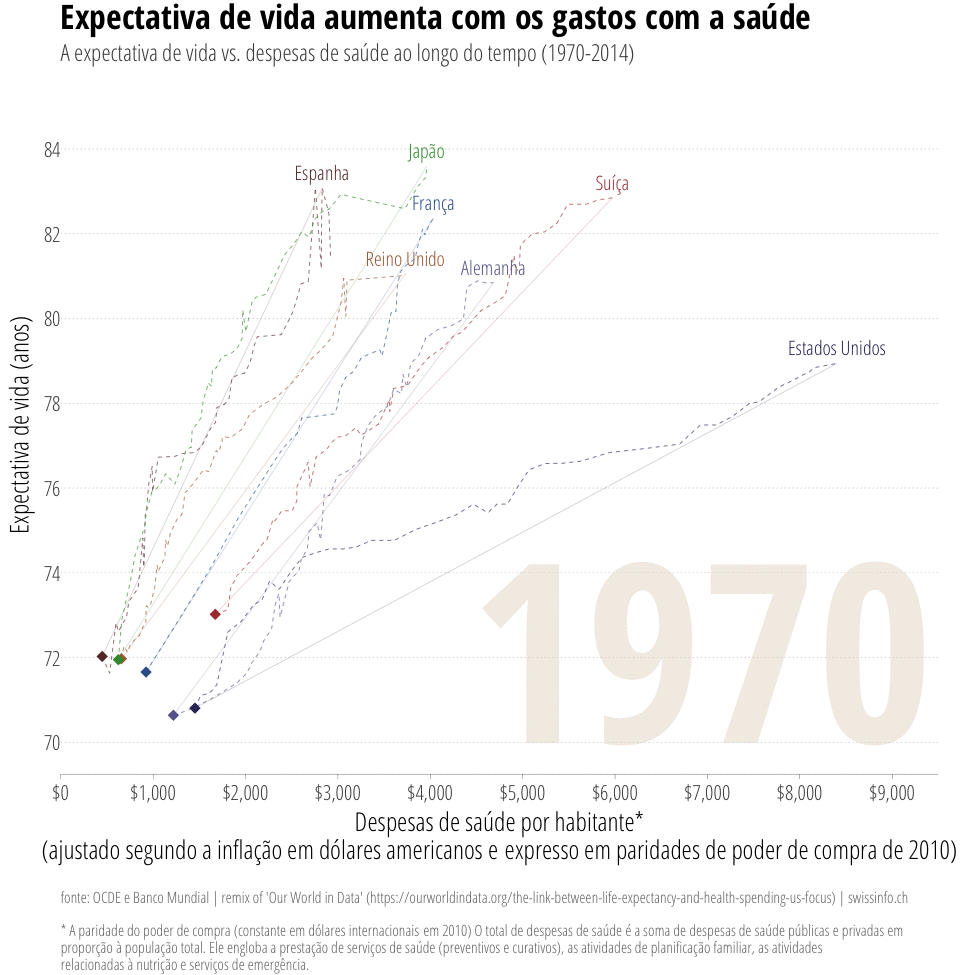 Expectativa de vida aumenta com os gastos com a saúde
A expectativa de vida vs. despesas de saúde ao longo do tempo (1970-2014)
84
Japão
Espanha
Suíça
França
82
Reino Unido
Alemanha
80
Estados Unidos
78
Expectativa de vida (anos)
76
74
1970
72
70
$0 $1,000 $2,000 $3,000 $4,000 $5,000 $6,000 $7,000 $8,000 $9,000
Despesas de saúde por habitante*
(ajustado segundo a inflação em dólares americanos e expresso em paridades de poder de compra de 2010)
fonte: OCDE e Banco Mundial | remix of 'Our World in Data' (https://ourworldindata.org/the-link-between-life-expectancy-and-health-spending-us-focus) | swissinfo.ch
* A paridade do poder de compra (constante em dólares internacionais em 2010) O total de despesas de saúde é a soma de despesas de saúde públicas e privadas em
proporção à população total. Ele engloba a prestação de serviços de saúde (preventivos e curativos), as atividades de planificação familiar, as atividades
relacionadas à nutrição e serviços de emergência.